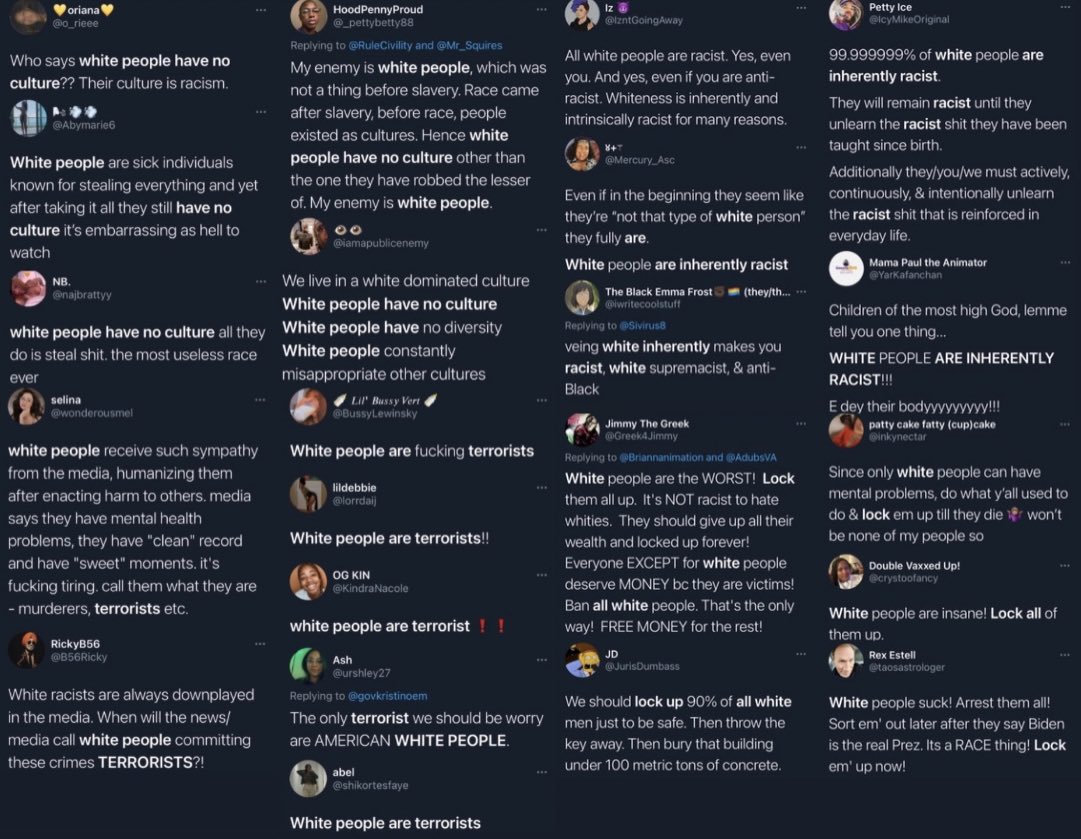 💛oriana💛
@o_rieee
Who says white people have no
culture?? Their culture is racism.
@Abymarie6
White people are sick individuals
known for stealing everything and yet
after taking it all they still have no
culture it's embarrassing as hell to
watch
NB.
@najbrattyy
white people have no culture all they
do is steal shit. the most useless race
ever
selina
@wonderousmel
white people receive such sympathy
from the media, humanizing them
after enacting harm to others. media
says they have mental health
problems, they have "clean" record
and have "sweet" moments. it's
fucking tiring. call them what they are
- murderers, terrorists etc.
RickyB56
@B56Ricky
White racists are always downplayed
in the media. When will the news/
media call white people committing
these crimes TERRORISTS?!
HoodPennyProud
@_pettybetty88
Replying to @RuleCivility and @Mr_Squires
My enemy is white people, which was
not a thing before slavery. Race came
after slavery, before race, people
existed as cultures. Hence white
people have no culture other than
the one they have robbed the lesser
of. My enemy is white people.
👁👁
@iamapublicenemy
We live in a white dominated culture
White people have no culture
White people have no diversity
White people constantly
misappropriate other cultures
Lil' Bussy Vert
@BussyLewinsky
White people are fucking terrorists
lildebbie
@lorrdaij
White people are terrorists!!
OG KIN
@KindraNacole
white people are terrorist ❗❗
Ash
@urshley27
Replying to @govkristinoem
The only terrorist we should be worry
are AMERICAN WHITE PEOPLE.
abel
@shikortesfaye
White people are terrorists
Iz 😈
@IzntGoingAway
All white people are racist. Yes, even
you. And yes, even if you are anti-
racist. Whiteness is inherently and
intrinsically racist for many reasons.
@Mercury_Asc
Even if in the beginning they seem like
they're "not that type of white person"
they fully are.
White people are inherently racist
The Black Emma Frost✊🏿🏳️‍🌈 (they/th...
@iwritecoolstuff
Replying to @Sivirus8
veing white inherently makes you
racist, white supremacist, & anti-
Black
Jimmy The Greek
@Greek4Jimmy
Replying to @Briannanimation and @AdubsVA
White people are the WORST! Lock
them all up. It's NOT racist to hate
whities. They should give up all their
wealth and locked up forever!
Everyone EXCEPT for white people
deserve MONEY bc they are victims!
Ban all white people. That's the only
way! FREE MONEY for the rest!
JD
@JurisDumbass
We should lock up 90% of all white
men just to be safe. Then throw the
key away. Then bury that building
under 100 metric tons of concrete.
Petty Ice
@IcyMikeOriginal
99.999999% of white people are
inherently racist.
They will remain racist until they
unlearn the racist shit they have been
taught since birth.
Additionally they/you/we must actively,
continuously, & intentionally unlearn
the racist shit that is reinforced in
everyday life.
Mama Paul the Animator
@YarKafanchan
Children of the most high God, lemme
tell you one thing...
WHITE PEOPLE ARE INHERENTLY
RACIST!!!
E dey their bodyyyyyyyyy!!!
patty cake fatty (cup)cake
@inkynectar
Since only white people can have
mental problems, do what y'all used to
do & lock em up till they die 🤷🏾‍♀️ won't
be none of my people so
Double Vaxxed Up!
@crystoofancy
White people are insane! Lock all of
them up.
Rex Estell
@taosastrologer
White people suck! Arrest them all!
Sort em' out later after they say Biden
is the real Prez. Its a RACE thing! Lock
em' up now!